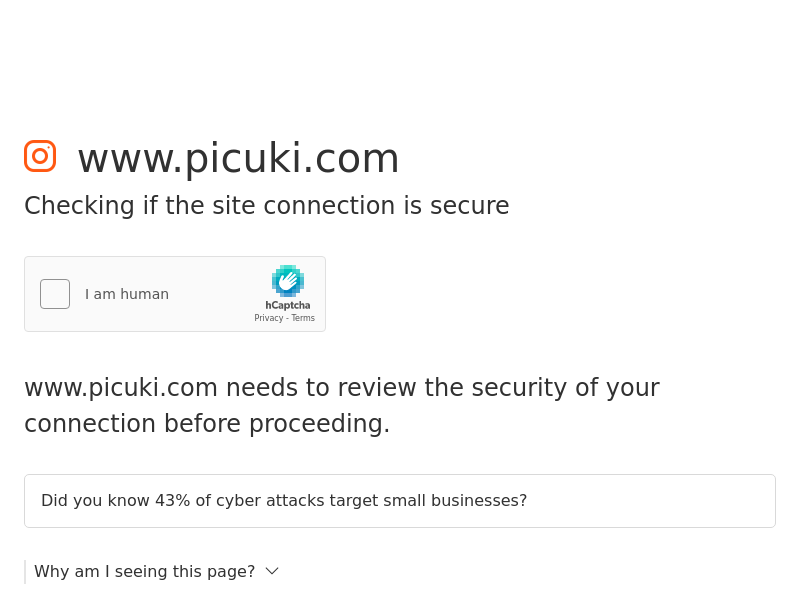 www.picuki.com
Checking if the site connection is secure
I am human
hCaptcha
Privacy - Terms
www.picuki.com needs to review the security of your
connection before proceeding.
Did you know 43% of cyber attacks target small businesses?
Why am I seeing this page?